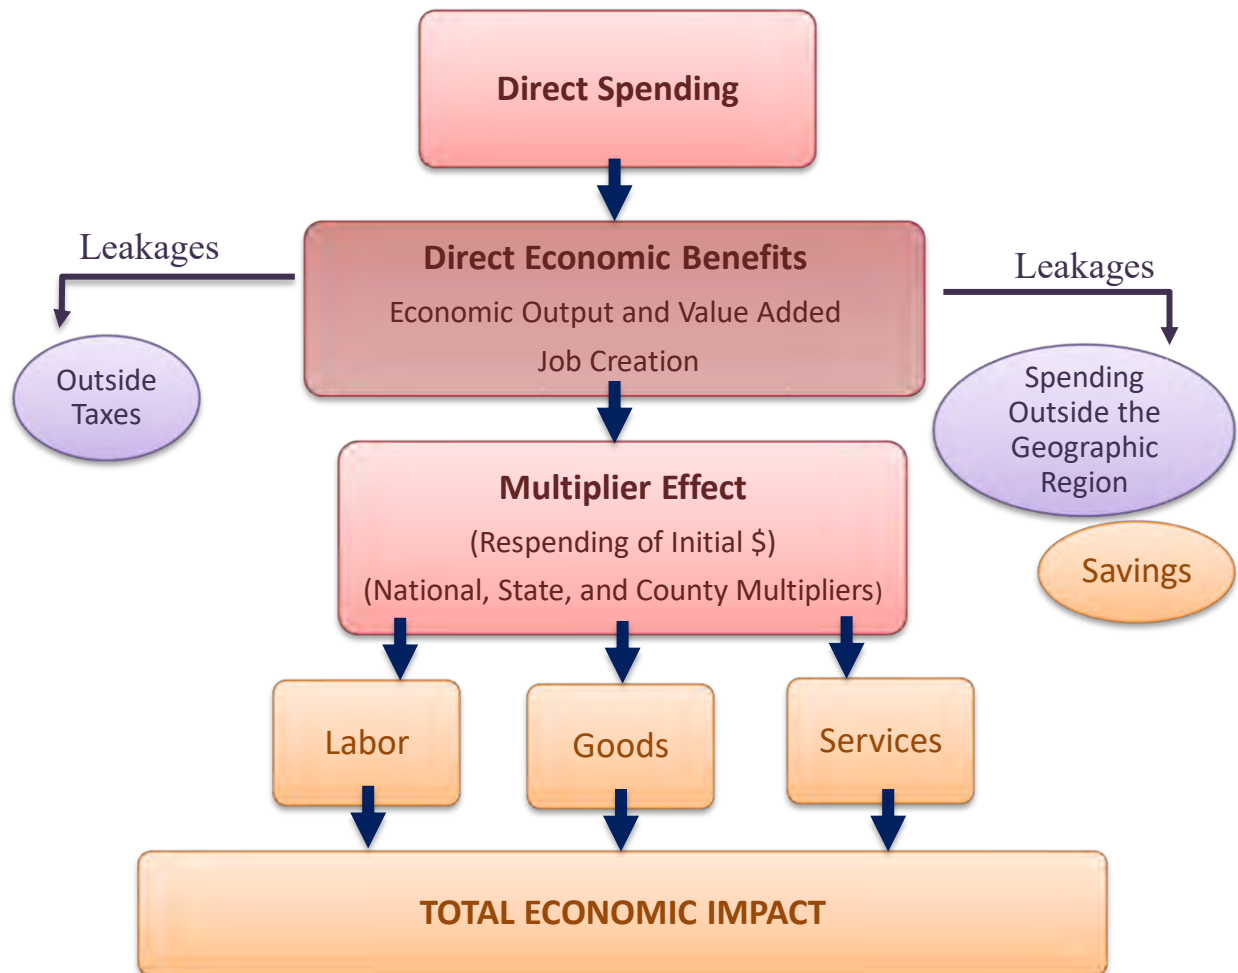 Direct Spending
Leakages
Direct Economic Benefits
Economic Output and Value Added
Job Creation
Leakages
Outside
Taxes
Spending
Outside the
Geographic
Region
Multiplier Effect
(Respending of Initial $)
(National, State, and County Multipliers)
Savings
Labor
Goods
Services
TOTAL ECONOMIC IMPACT